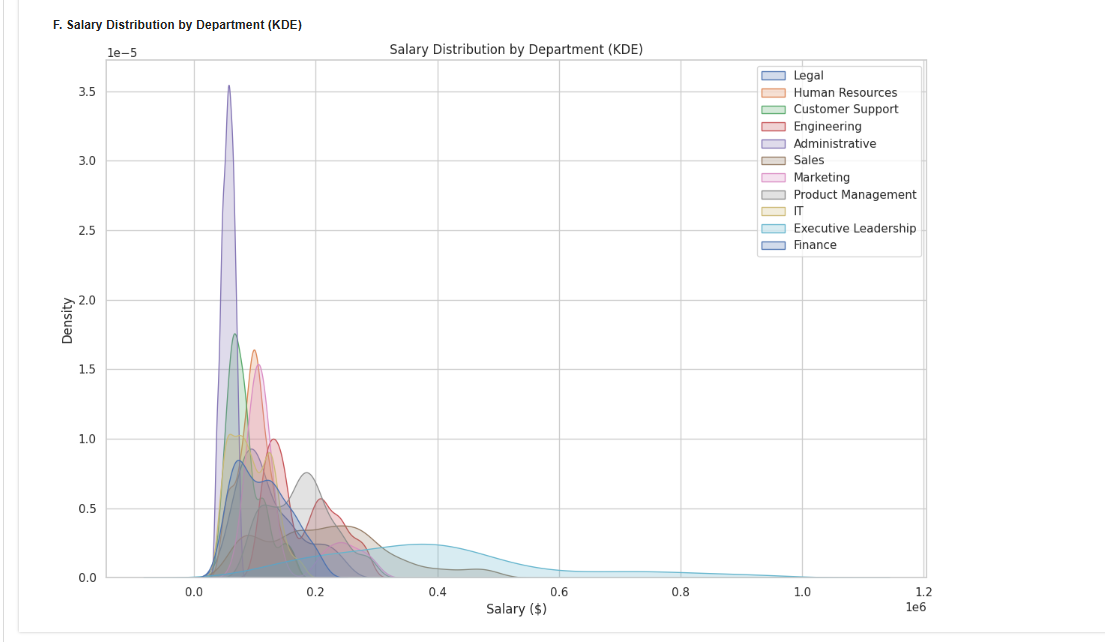 F. Salary Distribution by Department (KDE)
Salary Distribution by Department (KDE)
1e−5
3.5
3.0
2.5
2.0
1.5
1.0
0.5
0.0
Density
Legal
Human Resources
Customer Support
Engineering
Administrative
Sales
Marketing
Product Management
IT
Executive Leadership
Finance
0.0 0.2 0.4 0.6 0.8 1.0 1.2
1e6
Salary ($)